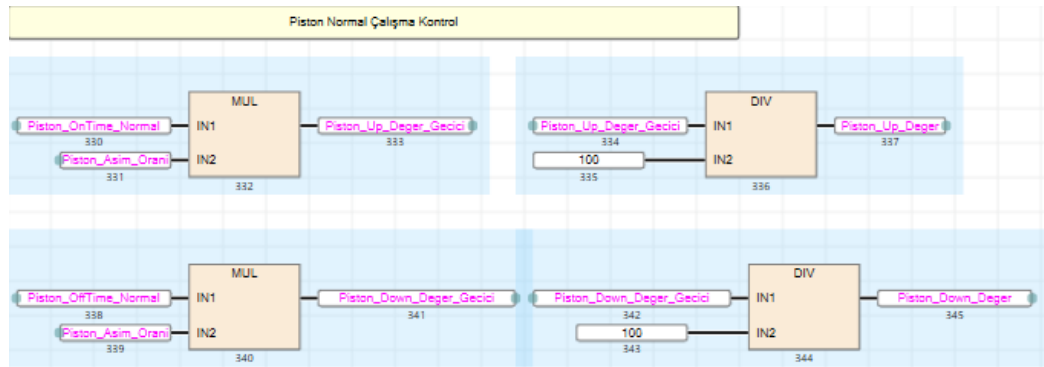 Piston Normal Çalışma Kontrol
MUL
Piston_OnTime_Normal IN1 Piston_Up_Deger_Gecici
330 333
Piston_Asim_Orani IN2
331
332
DIV
Piston_Up_Deger_Gecici IN1 Piston_Up_Deger
334 337
100 IN2
335
336
MUL
Piston_OffTime_Normal IN1 Piston_Down_Deger_Gecici
338 341
Piston_Asim_Orani IN2
339
340
DIV
Piston_Down_Deger_Gecici IN1 Piston_Down_Deger
342 345
100 IN2
343
344